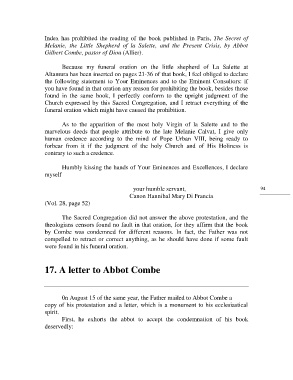 Index has prohibited the reading of the book published in Paris, The Secret of
Melanie, the Little Shepherd of la Salette, and the Present Crisis, by Abbot
Gilbert Combe, pastor of Diou (Allier).
Because my funeral oration on the little shepherd of La Salette at
Altamura has been inserted on pages 21-36 of that book, I feel obliged to declare
the following statement to Your Eminences and to the Eminent Consultors: if
you have found in that oration any reason for prohibiting the book, besides those
found in the same book, I perfectly conform to the upright judgment of the
Church expressed by this Sacred Congregation, and I retract everything of the
funeral oration which might have caused the prohibition.
As to the apparition of the most holy Virgin of la Salette and to the
marvelous deeds that people attribute to the late Melanie Calvat, I give only
human credence according to the mind of Pope Urban VIII, being ready to
forbear from it if the judgment of the holy Church and of His Holiness is
contrary to such a credence.
Humbly kissing the hands of Your Eminences and Excellences, I declare
myself
your humble servant,
Canon Hannibal Mary Di Francia
94
(Vol. 28, page 52)
The Sacred Congregation did not answer the above protestation, and the
theologians censors found no fault in that oration, for they affirm that the book
by Combe was condemned for different reasons. In fact, the Father was not
compelled to retract or correct anything, as he should have done if some fault
were found in his funeral oration.
17. A letter to Abbot Combe
On August 15 of the same year, the Father mailed to Abbot Combe a
copy of his protestation and a letter, which is a monument to his ecclesiastical
spirit.
First, he exhorts the abbot to accept the condemnation of his book
deservedly: